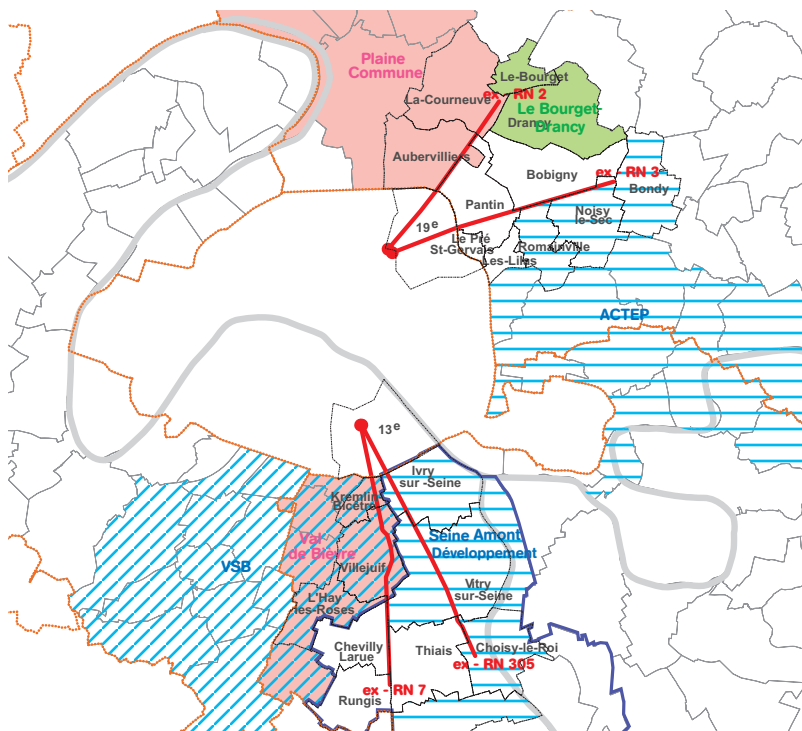 Plaine
Commune
Le-Bourget
La-Courneuve
ex - RN 2
Le Bourget-
Drancy
Drancy
Aubervilliers
Bobigny
ex - RN 3
Bondy
Pantin
19e
Noisy
le-Sec
Le Pré
St-Gervais
Romainville
Les-Lilas
ACTEP
13e
Ivry
sur -Seine
Kremlin
Bicêtre
Val
de Bièvre
Seine Amont
Développement
VSB
Villejuif
Vitry
sur-Seine
L'Hay
les-Roses
Chevilly
Larue
Thiais
Choisy-le-Roi
ex - RN 305
ex - RN 7
Rungis